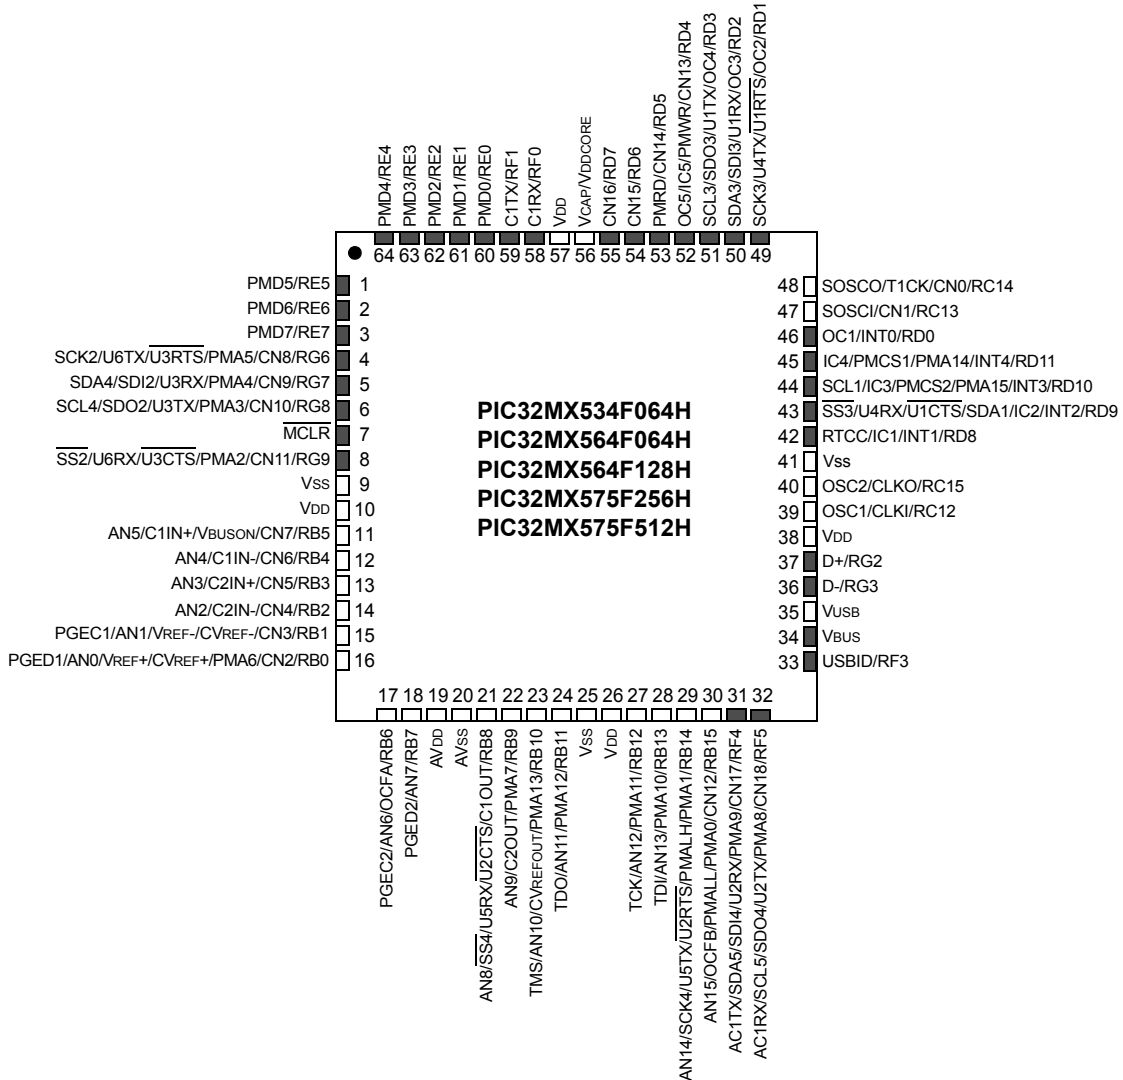 PMD4/RE4
PMD3/RE3
PMD2/RE2
PMD1/RE1
PMD0/RE0
C1TX/RF1
C1RX/RF0
VDD
VCAP/VDDCORE
CN16/RD7
CN15/RD6
PMRD/CN14/RD5
OC5/IC5/PMWR/CN13/RD4
SCL3/SDO3/U1TX/OC4/RD3
SDA3/SDI3/U1RX/OC3/RD2
SCK3/U4TX/U1RTS/OC2/RD1
64 63 62 61 60 59 58 57 56 55 54 53 52 51 50 49
PMD5/RE5 1
PMD6/RE6 2
PMD7/RE7 3
SCK2/U6TX/U3RTS/PMA5/CN8/RG6 4
SDA4/SDI2/U3RX/PMA4/CN9/RG7 5
SCL4/SDO2/U3TX/PMA3/CN10/RG8 6
MCLR 7
SS2/U6RX/U3CTS/PMA2/CN11/RG9 8
VSS 9
VDD 10
AN5/C1IN+/VBUSON/CN7/RB5 11
AN4/C1IN-/CN6/RB4 12
AN3/C2IN+/CN5/RB3 13
AN2/C2IN-/CN4/RB2 14
PGEC1/AN1/VREF-/CVREF-/CN3/RB1 15
PGED1/AN0/VREF+/CVREF+/PMA6/CN2/RB0 16
PIC32MX534F064H
PIC32MX564F064H
PIC32MX564F128H
PIC32MX575F256H
PIC32MX575F512H
48 SOSCO/T1CK/CN0/RC14
47 SOSCI/CN1/RC13
46 OC1/INT0/RD0
45 IC4/PMCS1/PMA14/INT4/RD11
44 SCL1/IC3/PMCS2/PMA15/INT3/RD10
43 SS3/U4RX/U1CTS/SDA1/IC2/INT2/RD9
42 RTCC/IC1/INT1/RD8
41 Vss
40 OSC2/CLKO/RC15
39 OSC1/CLKI/RC12
38 VDD
37 D+/RG2
36 D-/RG3
35 VUSB
34 VBUS
33 USBID/RF3
17 18 19 20 21 22 23 24 25 26 27 28 29 30 31 32
PGEC2/AN6/OCFA/RB6
PGED2/AN7/RB7
AVDD
AVSS
AN8/SS4/U5RX/U2CTS/C1OUT/RB8
AN9/C2OUT/PMA7/RB9
TMS/AN10/CVREFOUT/PMA13/RB10
TDO/AN11/PMA12/RB11
VSS
VDD
TCK/AN12/PMA11/RB12
TDI/AN13/PMA10/RB13
AN14/SCK4/U5TX/U2RTS/PMALH/PMA1/RB14
AN15/OCFB/PMALL/PMA0/CN12/RB15
AC1TX/SDA5/SDI4/U2RX/PMA9/CN17/RF4
AC1RX/SCL5/SDO4/U2TX/PMA8/CN18/RF5